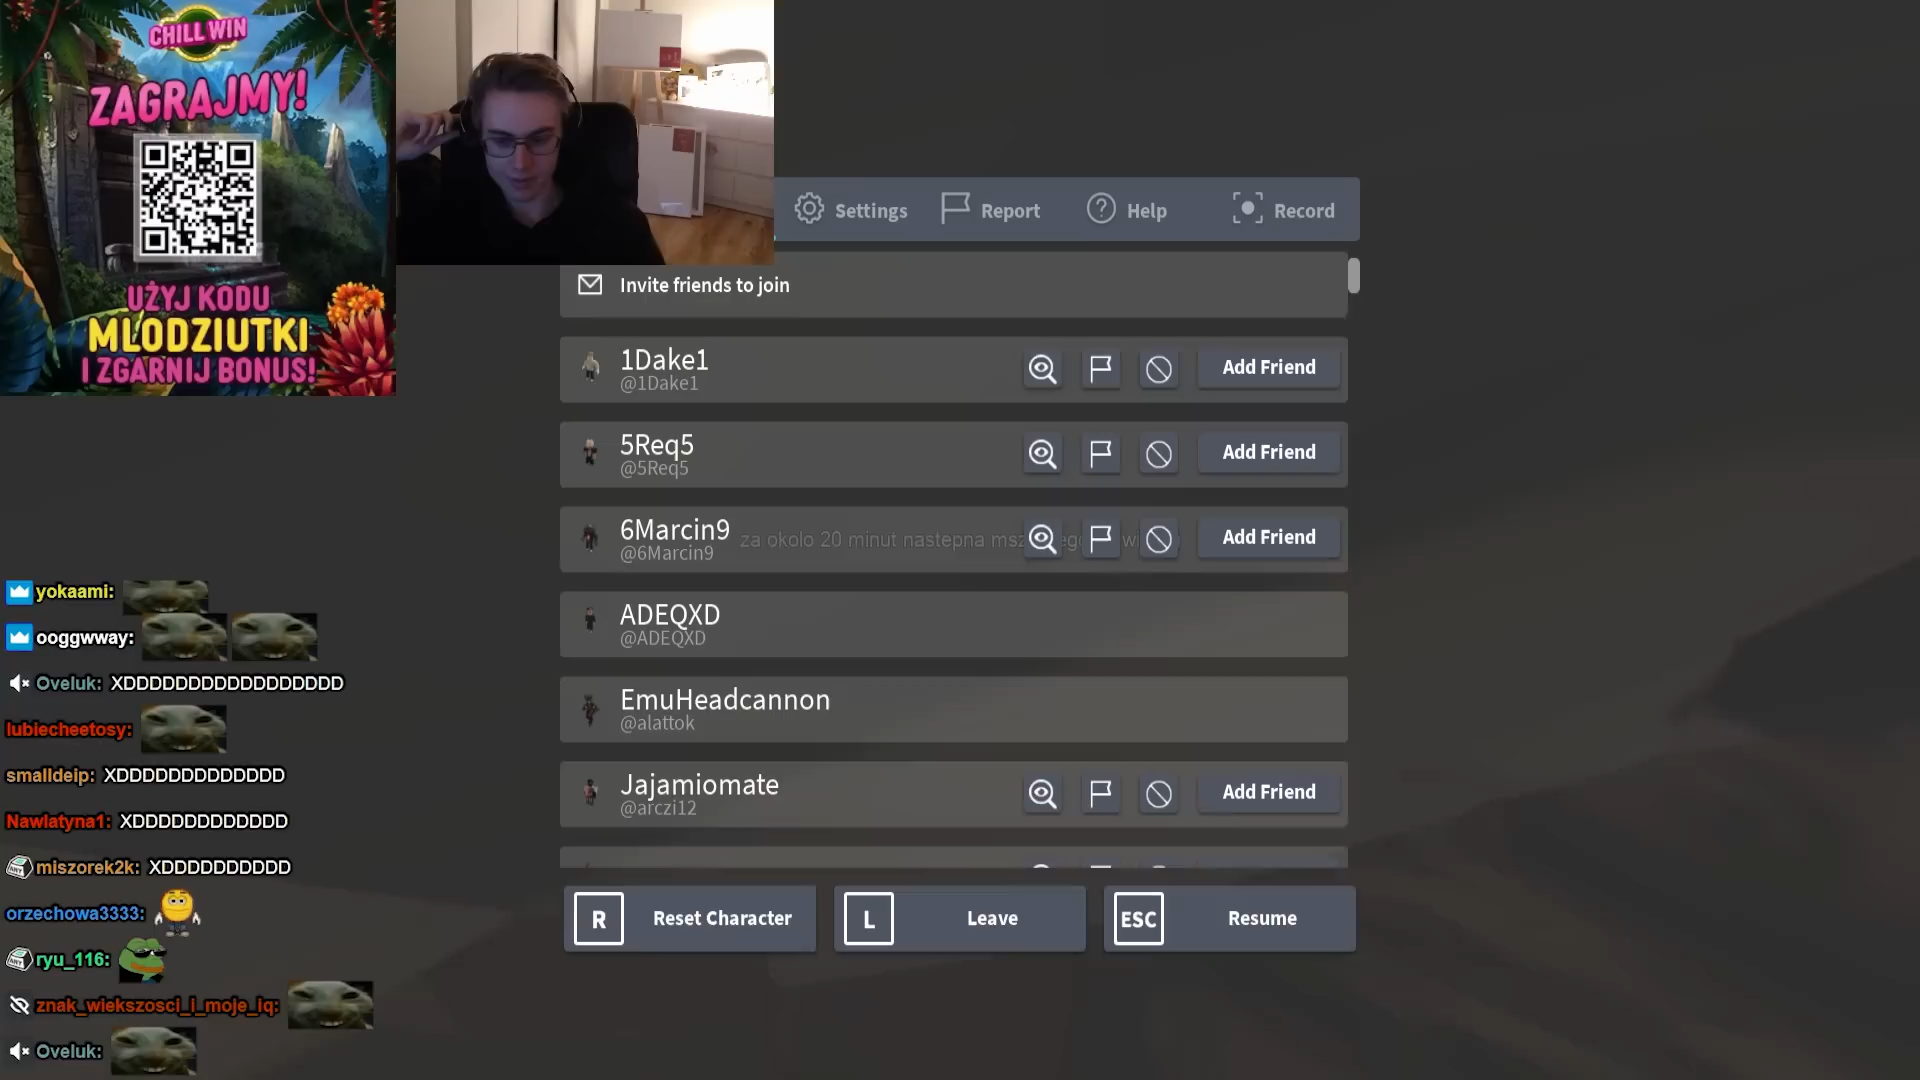 CHILL WIN
ZAGRAJMY!
UŻYJ KODU
MLODZIUTKI
I ZGARNIJ BONUS!
Settings
Report
Help
Record
Invite friends to join
1Dake1
@1Dake1
Add Friend
5Req5
@5Req5
Add Friend
6Marcin9
@6Marcin9
za okolo 20 minut nastepna
Add Friend
ADEQXD
@ADEQXD
EmuHeadcannon
@alattok
Jajamiomate
@arczi12
Add Friend
R
Reset Character
L
Leave
ESC
Resume
yokaami:
ooggwway:
Oveluk: XDDDDDDDDDDDDDDDDD
lubiecheetosy:
smalldeip: XDDDDDDDDDDDDD
Nawlatyna1: XDDDDDDDDDDDD
miszorek2k: XDDDDDDDDDD
orzechowa3333:
ryu_116:
znak_wiekszosci_i_moje_iq:
Oveluk: